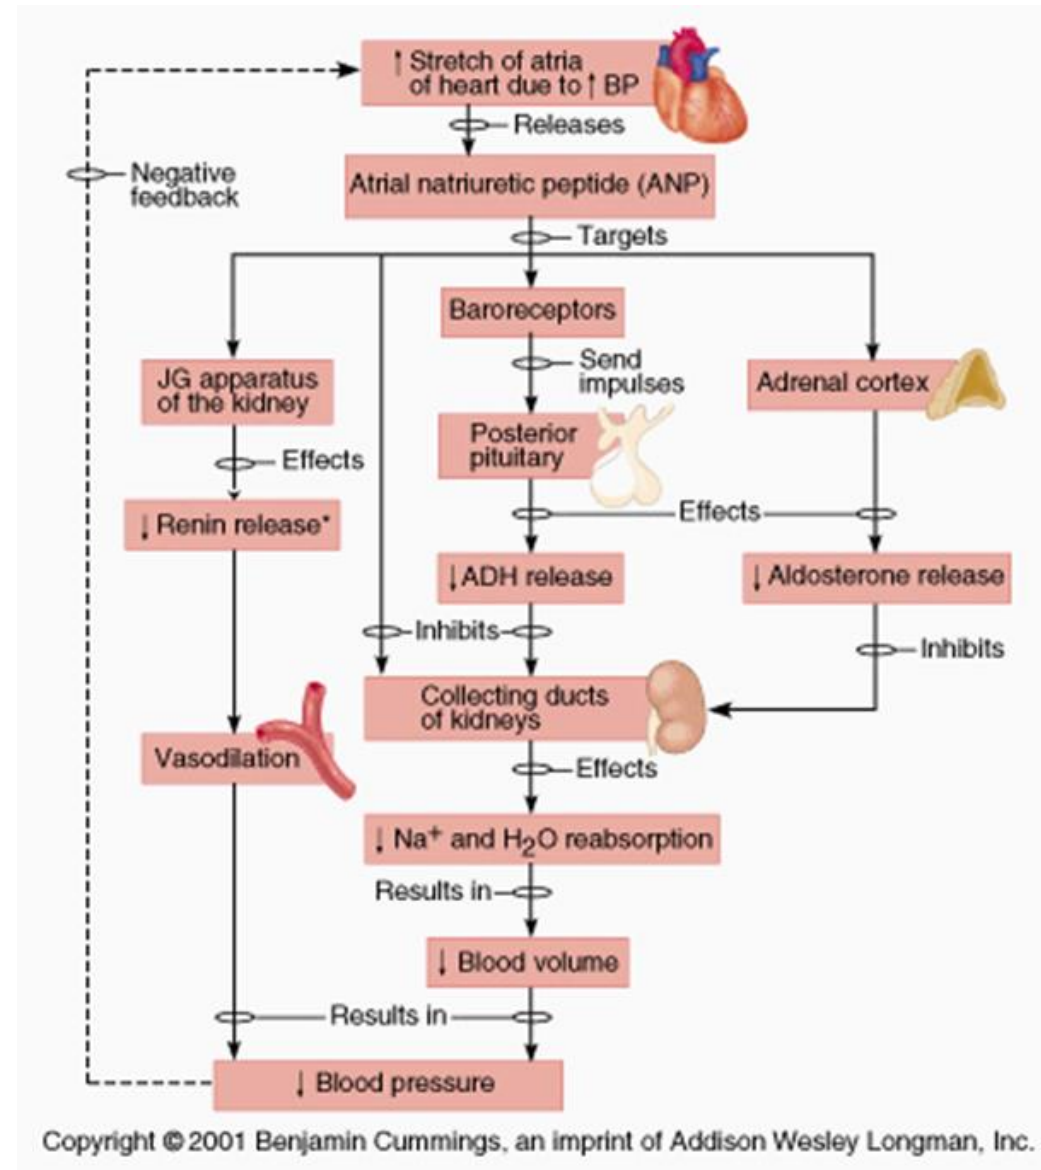 ↑ Stretch of atria
of heart due to ↑ BP
Releases
Negative
feedback
Atrial natriuretic peptide (ANP)
Targets
Baroreceptors
Send
impulses
JG apparatus
of the kidney
Adrenal cortex
Posterior
pituitary
Effects
↓ Renin release*
Effects
↓ ADH release
↓ Aldosterone release
Inhibits
Inhibits
Collecting ducts
of kidneys
Vasodilation
Effects
↓ Na⁺ and H₂O reabsorption
Results in
↓ Blood volume
Results in
↓ Blood pressure
Copyright © 2001 Benjamin Cummings, an imprint of Addison Wesley Longman, Inc.